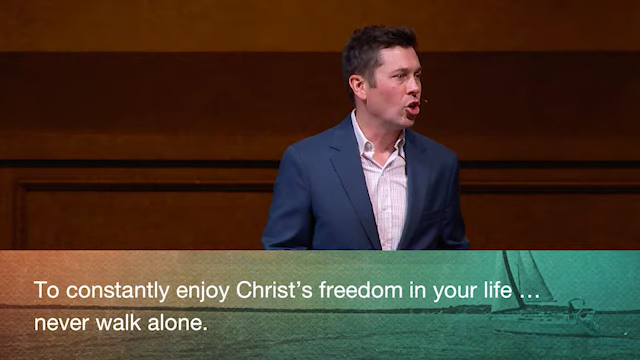 To constantly enjoy Christ’s freedom in your life …
never walk alone.